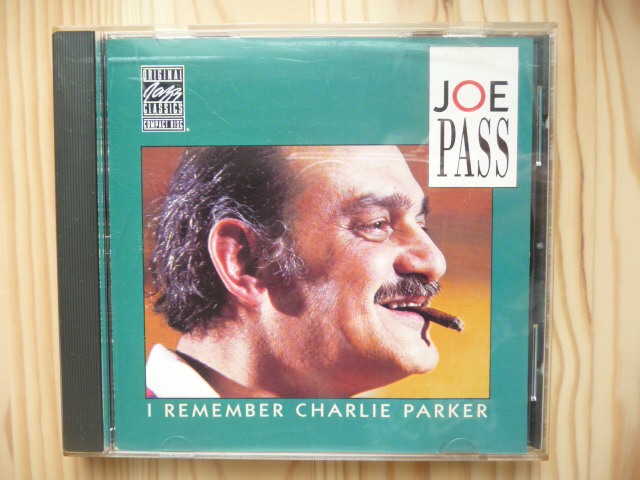 ORIGINAL
Jazz
CLASSICS
COMPACT DISC
JOE
PASS
I REMEMBER CHARLIE PARKER